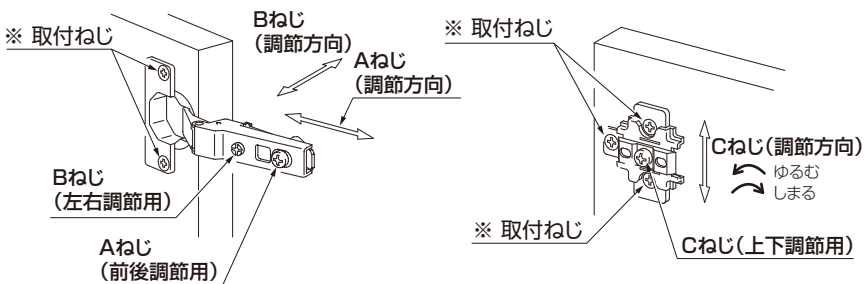 ※ 取付ねじ
Bねじ
（調節方向）
Aねじ
（調節方向）
Bねじ
（左右調節用）
Aねじ
（前後調節用）
※ 取付ねじ
Cねじ（調節方向）
ゆるむ
しまる
※ 取付ねじ
Cねじ（上下調節用）